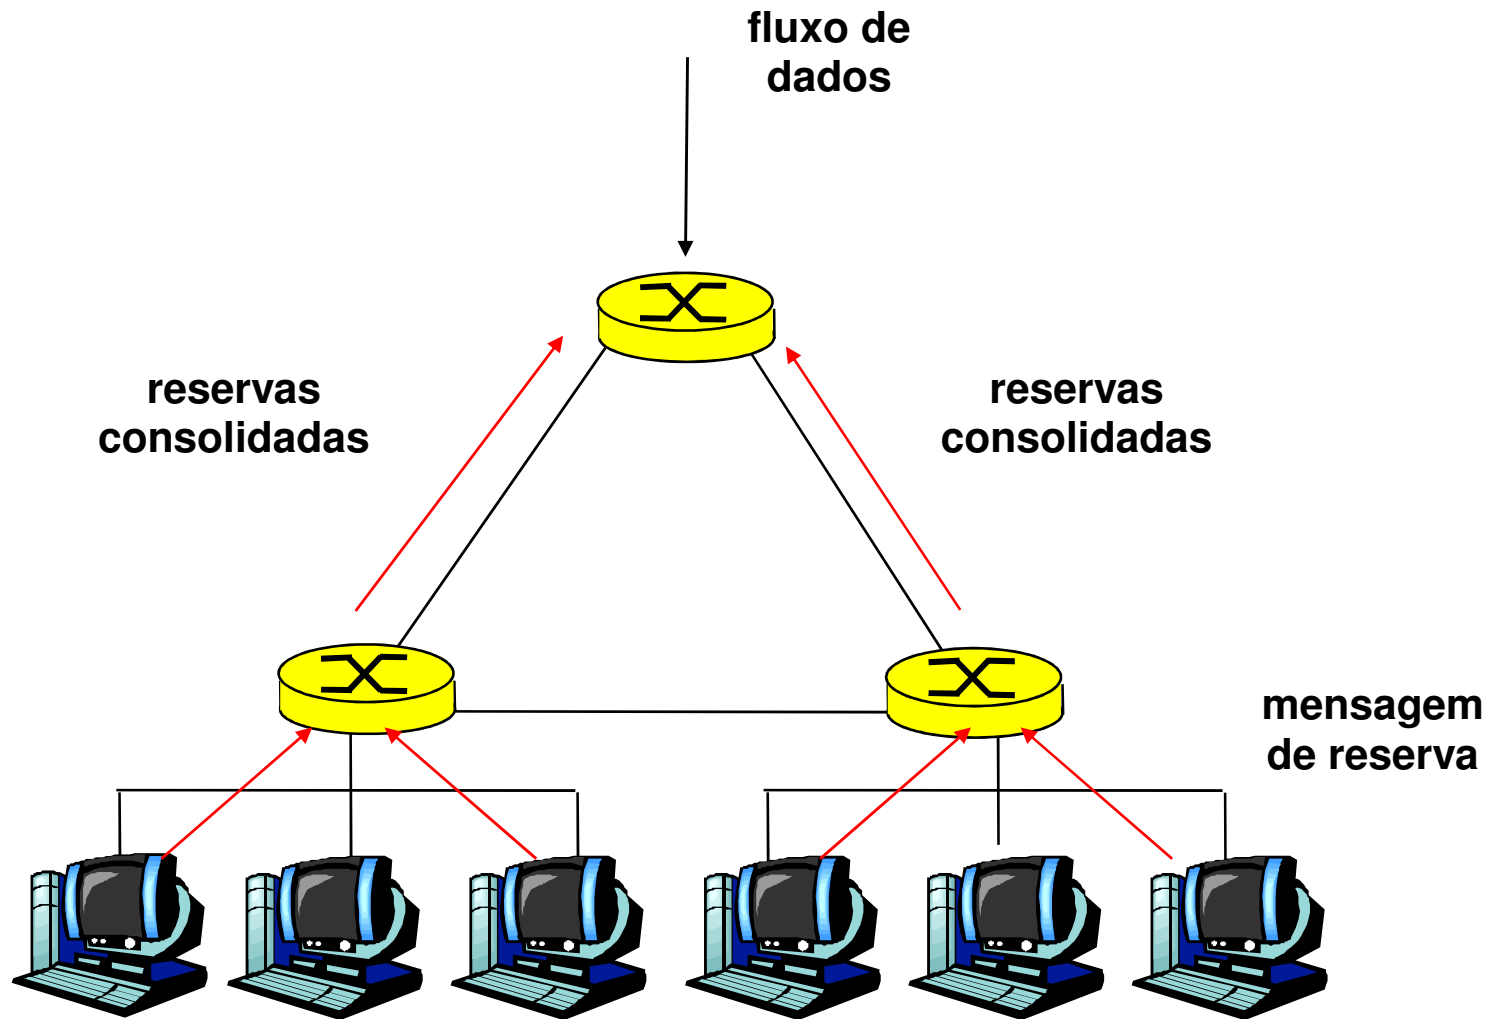 fluxo de
dados
reservas
consolidadas
reservas
consolidadas
mensagem
de reserva